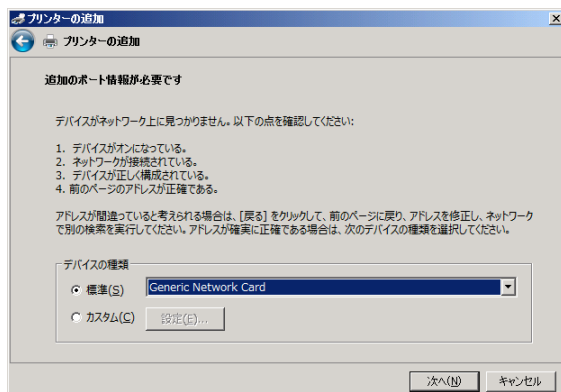 プリンターの追加
プリンターの追加
追加のポート情報が必要です
デバイスがネットワーク上に見つかりません。以下の点を確認してください:
1. デバイスがオンになっている。
2. ネットワークが接続されている。
3. デバイスが正しく構成されている。
4. 前のページのアドレスが正確である。
アドレスが間違っていると考えられる場合は、[戻る] をクリックして、前のページに戻り、アドレスを修正し、ネットワーク
で別の検索を実行してください。アドレスが確実に正確である場合は、次のデバイスの種類を選択してください。
デバイスの種類
標準(S)
Generic Network Card
カスタム(C)
設定(E)...
次へ(N)
キャンセル